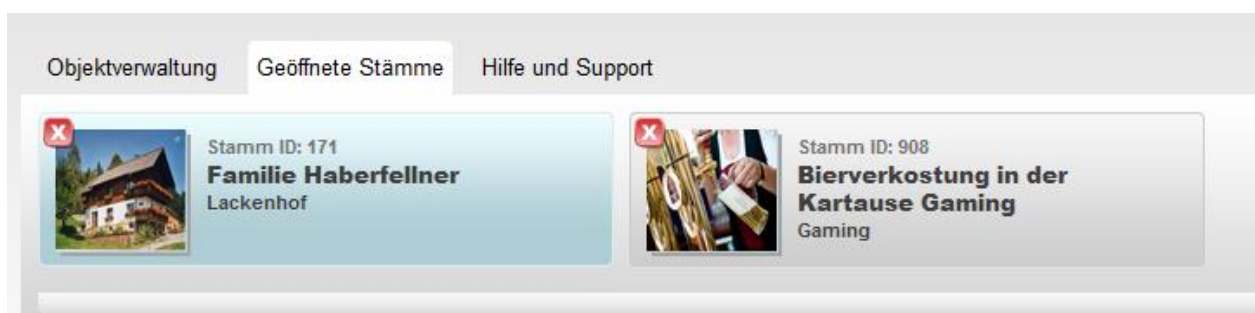 Objektverwaltung Geöffnete Stämme Hilfe und Support
X
Stamm ID: 171
Familie Haberfellner
Lackenhof
X
Stamm ID: 908
Bierverkostung in der
Kartause Gaming
Gaming